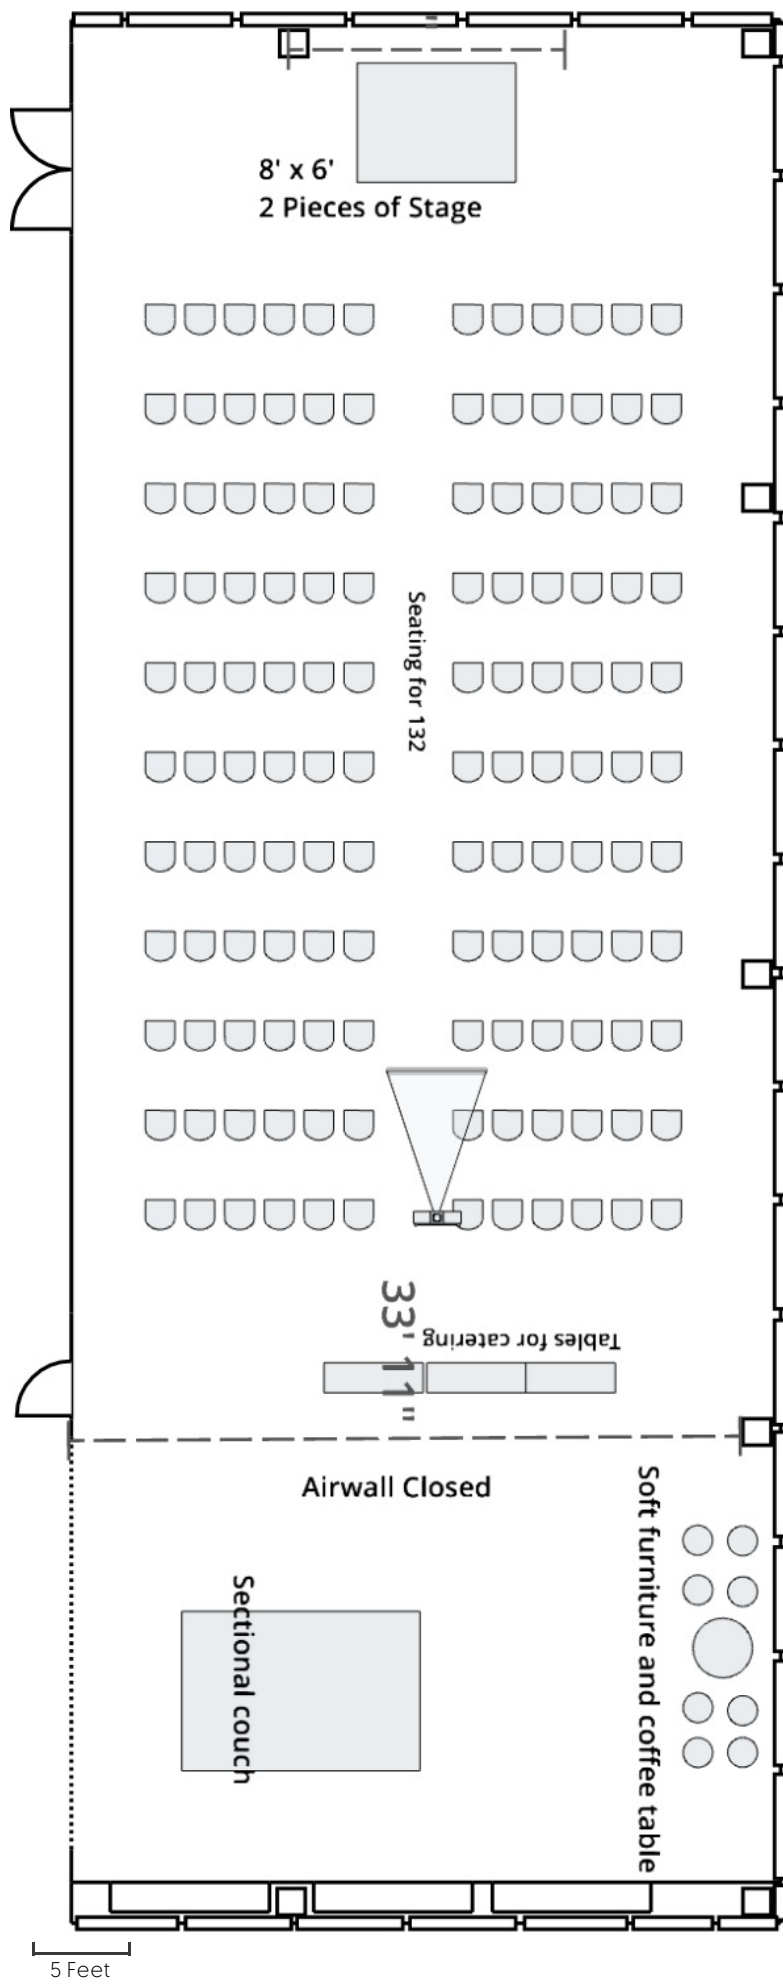 8' x 6'
2 Pieces of Stage
Seating for 132
33' 11"
Tables for catering
Airwall Closed
Soft furniture and coffee table
Sectional couch
5 Feet